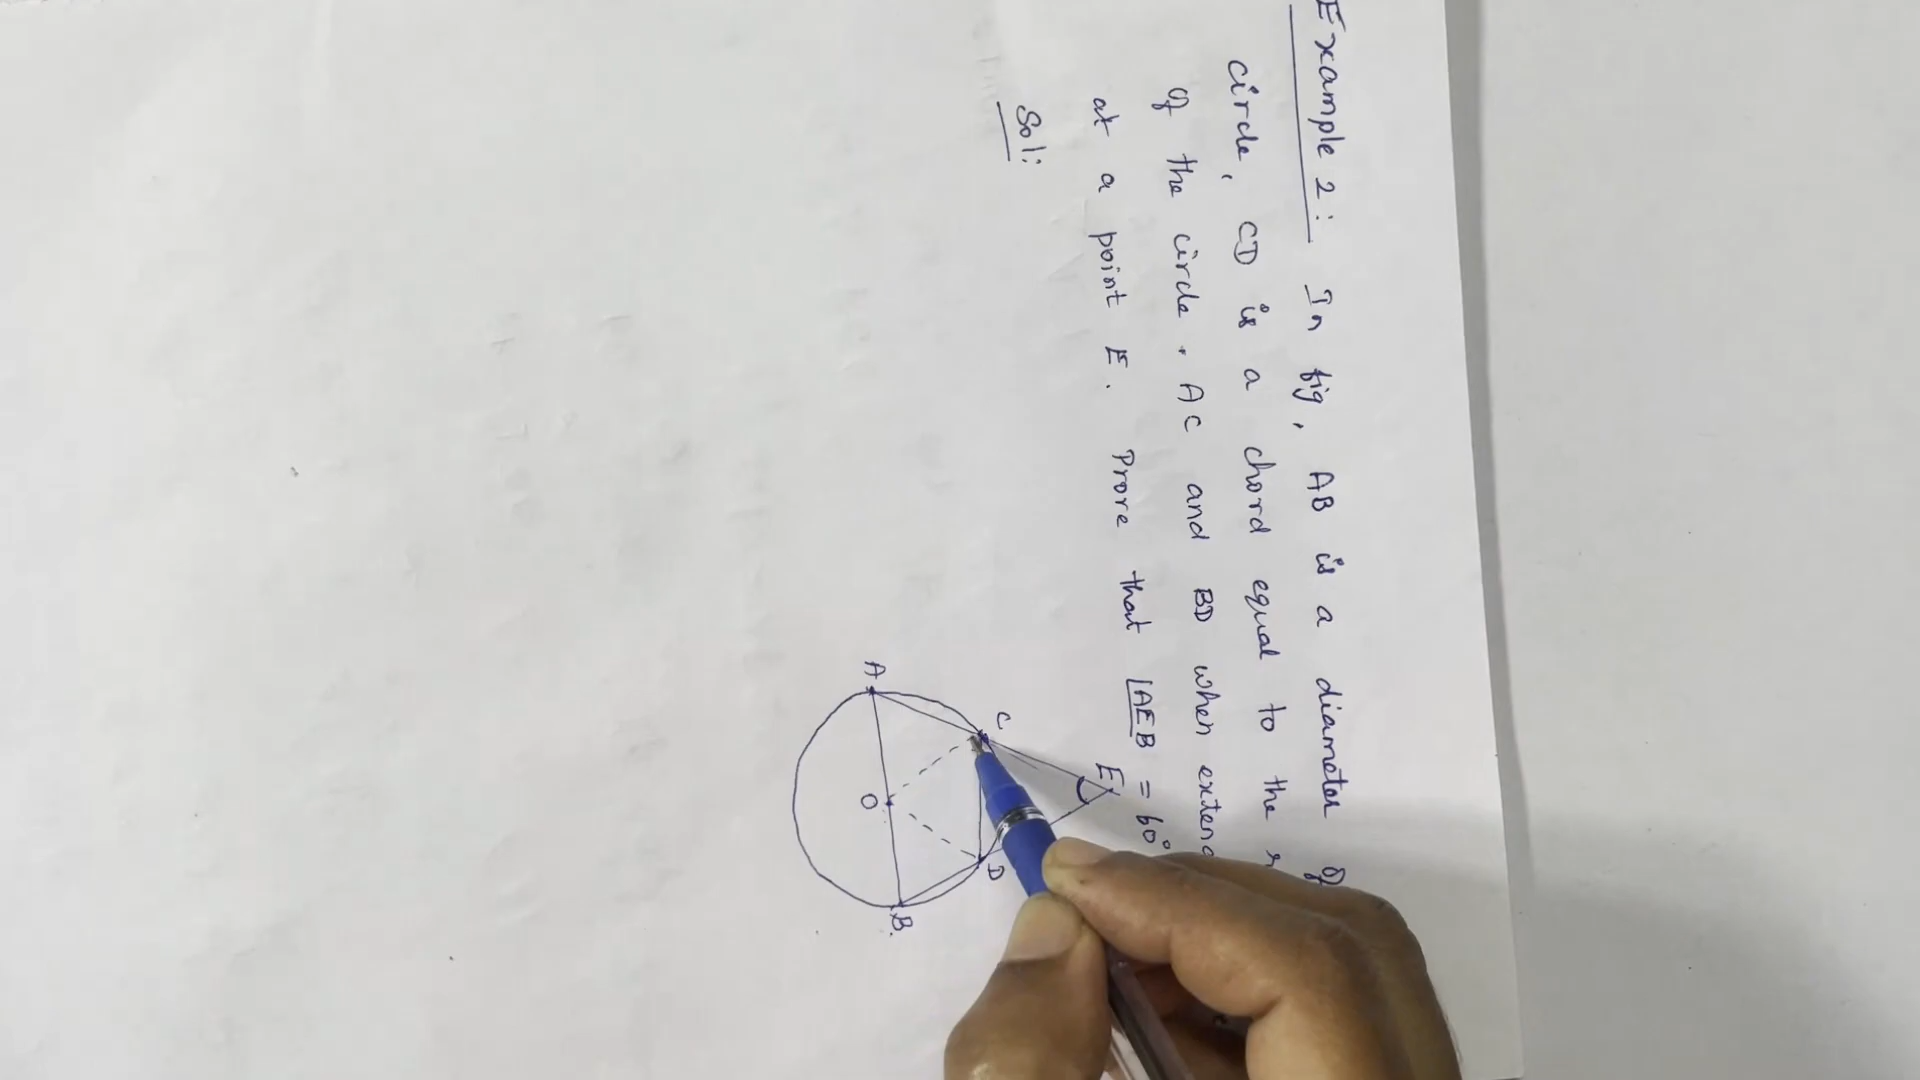 Example 2: In fig, AB is a diameter of
circle, CD is a chord equal to the
of the circle. AC and BD when
at a point E. Prove that ∠AEB = 60°
Sol:
A
C
E
O
D
B